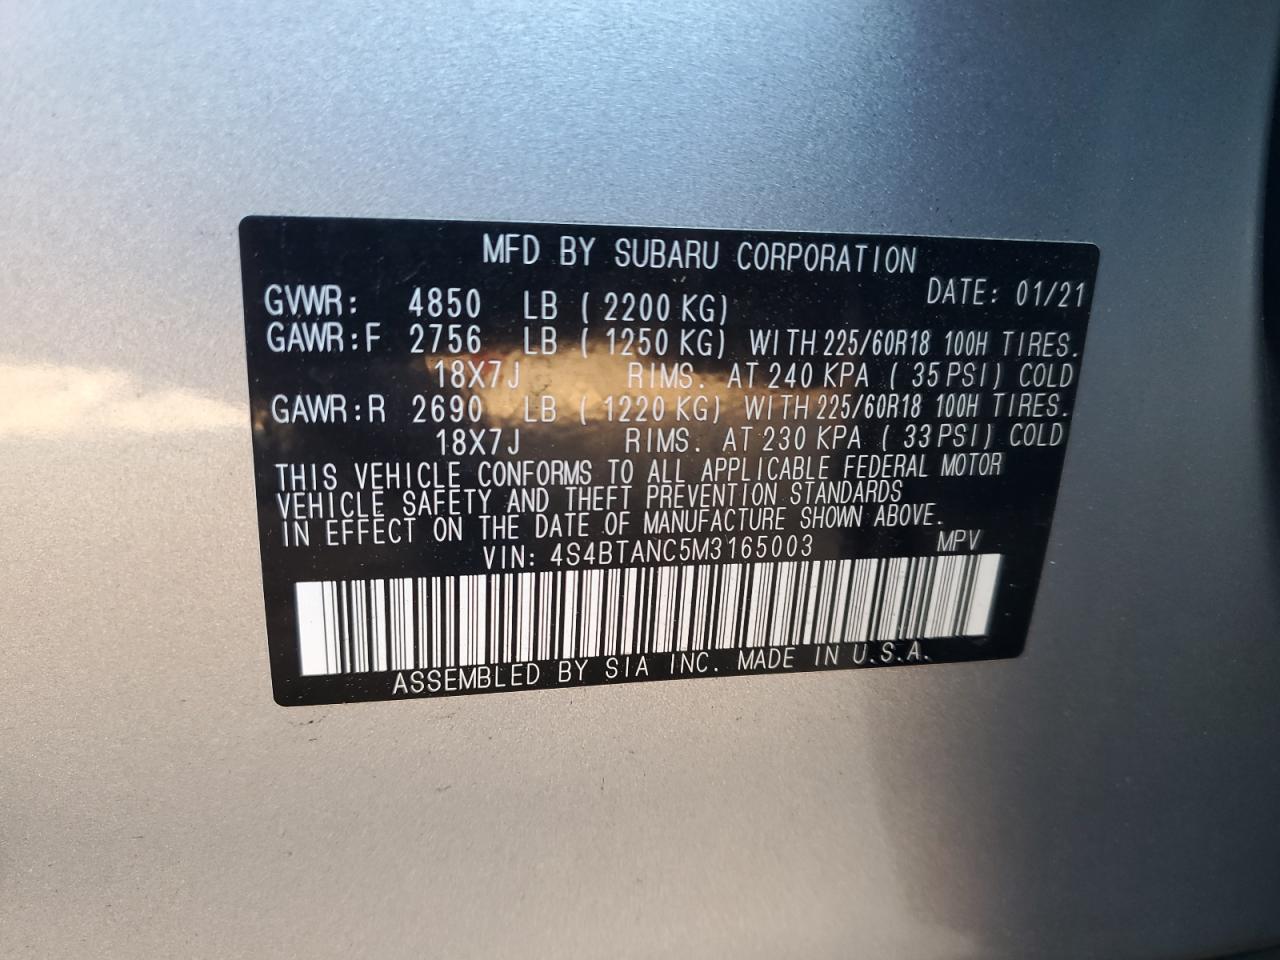 MFD BY SUBARU CORPORATION
DATE: 01/21
GVWR: 4850 LB ( 2200 KG)
GAWR:F 2756 LB ( 1250 KG) WITH 225/60R18 100H TIRES.
18X7J RIMS. AT 240 KPA ( 35 PSI) COLD
GAWR:R 2690 LB ( 1220 KG) WITH 225/60R18 100H TIRES.
18X7J RIMS. AT 230 KPA ( 33 PSI) COLD
THIS VEHICLE CONFORMS TO ALL APPLICABLE FEDERAL MOTOR
VEHICLE SAFETY AND THEFT PREVENTION STANDARDS
IN EFFECT ON THE DATE OF MANUFACTURE SHOWN ABOVE.
VIN: 4S4BTANC5M3165003 MPV
ASSEMBLED BY SIA INC. MADE IN U.S.A.